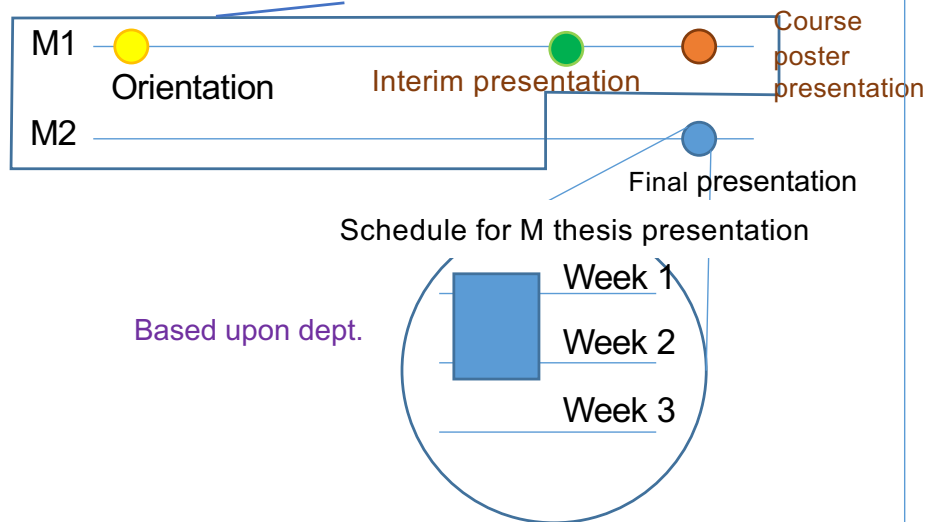 M1
Orientation
Interim presentation
Course
poster
presentation
M2
Final presentation
Schedule for M thesis presentation
Based upon dept.
Week 1
Week 2
Week 3